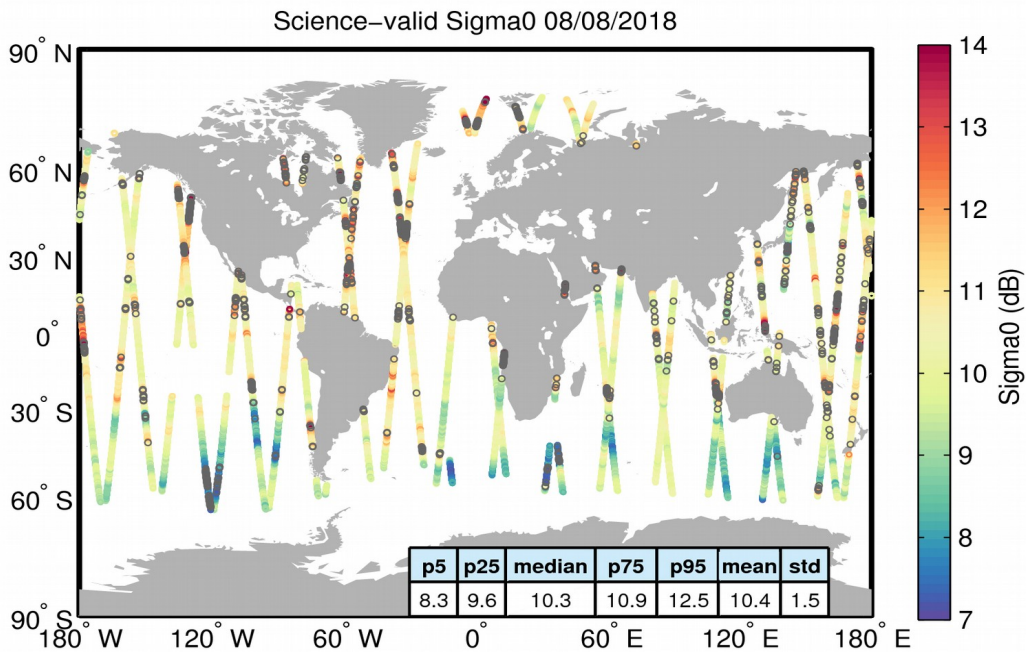 Science−valid Sigma0 08/08/2018
90° N
60° N
30° N
0°
30° S
60° S
90° S
180° W
120° W
60° W
0°
60° E
120° E
180° E
p5 p25 median p75 p95 mean std
8.3 9.6 10.3 10.9 12.5 10.4 1.5
14
13
12
11
10
9
8
7
Sigma0 (dB)